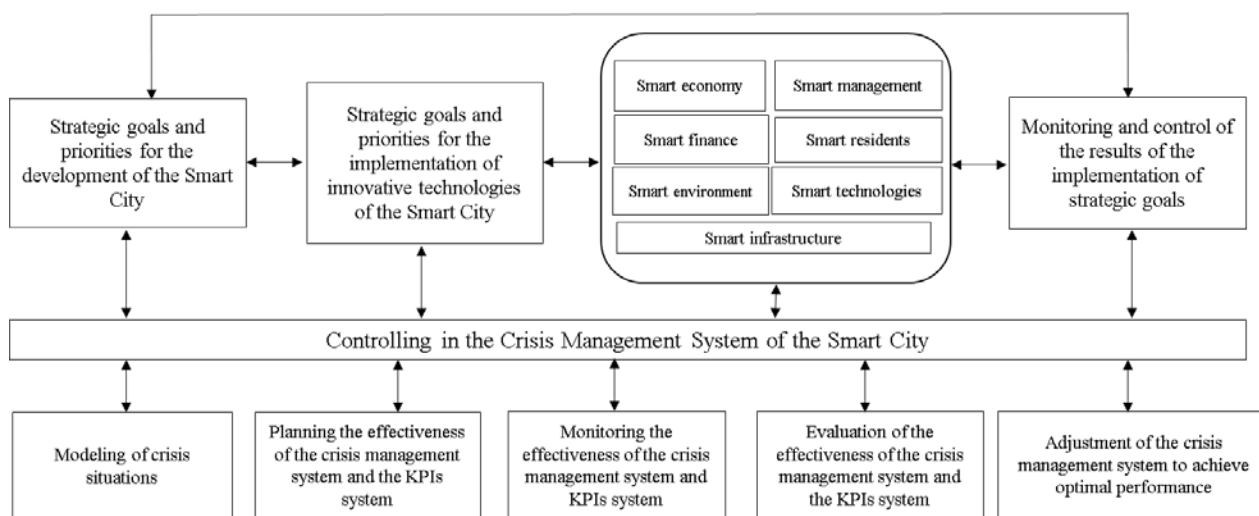 Strategic goals and
priorities for the
development of the Smart
City
Strategic goals and
priorities for the
implementation of
innovative technologies
of the Smart City
Smart economy
Smart management
Smart finance
Smart residents
Smart environment
Smart technologies
Smart infrastructure
Monitoring and control of
the results of the
implementation of
strategic goals
Controlling in the Crisis Management System of the Smart City
Modeling of crisis
situations
Planning the effectiveness
of the crisis management
system and the KPIs
system
Monitoring the
effectiveness of the crisis
management system and
KPIs system
Evaluation of the
effectiveness of the crisis
management system and
the KPIs system
Adjustment of the crisis
management system to achieve
optimal performance